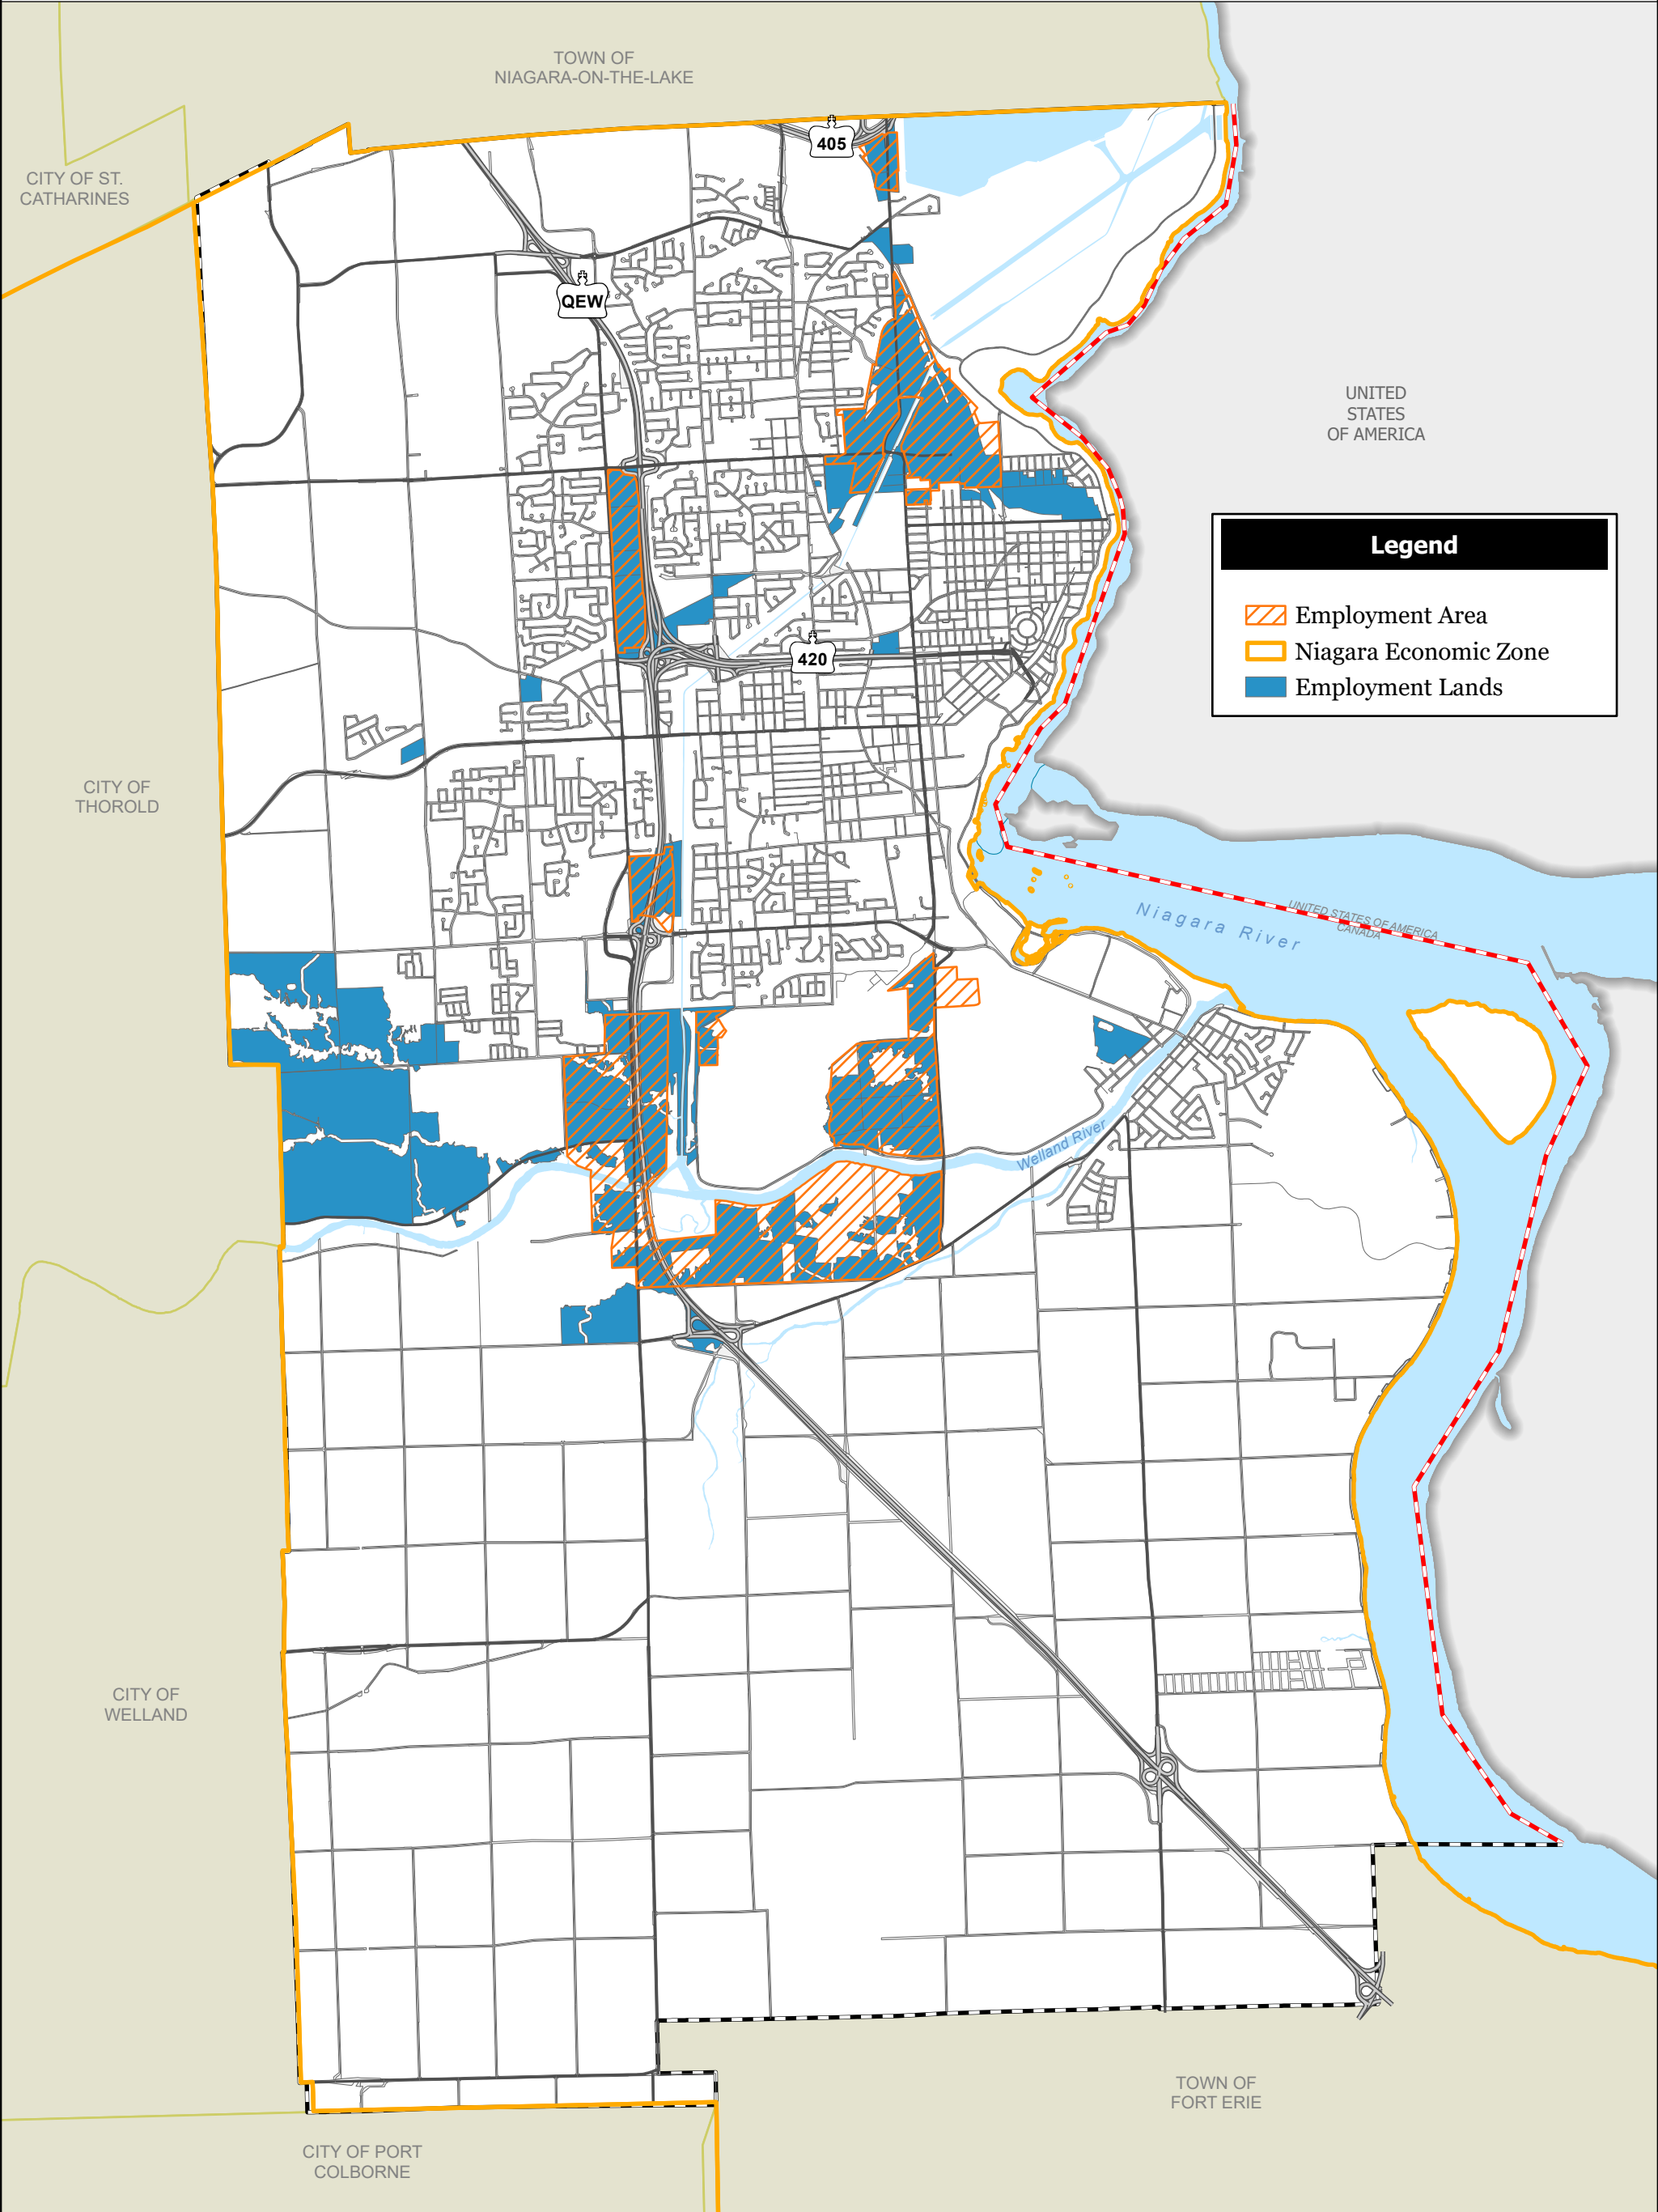 TOWN OF
NIAGARA-ON-THE-LAKE
405
CITY OF ST.
CATHARINES
QEW
UNITED
STATES
OF AMERICA
Legend
Employment Area
Niagara Economic Zone
Employment Lands
420
CITY OF
THOROLD
Niagara River
UNITED STATES OF AMERICA
CANADA
Welland River
CITY OF
WELLAND
TOWN OF
FORT ERIE
CITY OF PORT
COLBORNE